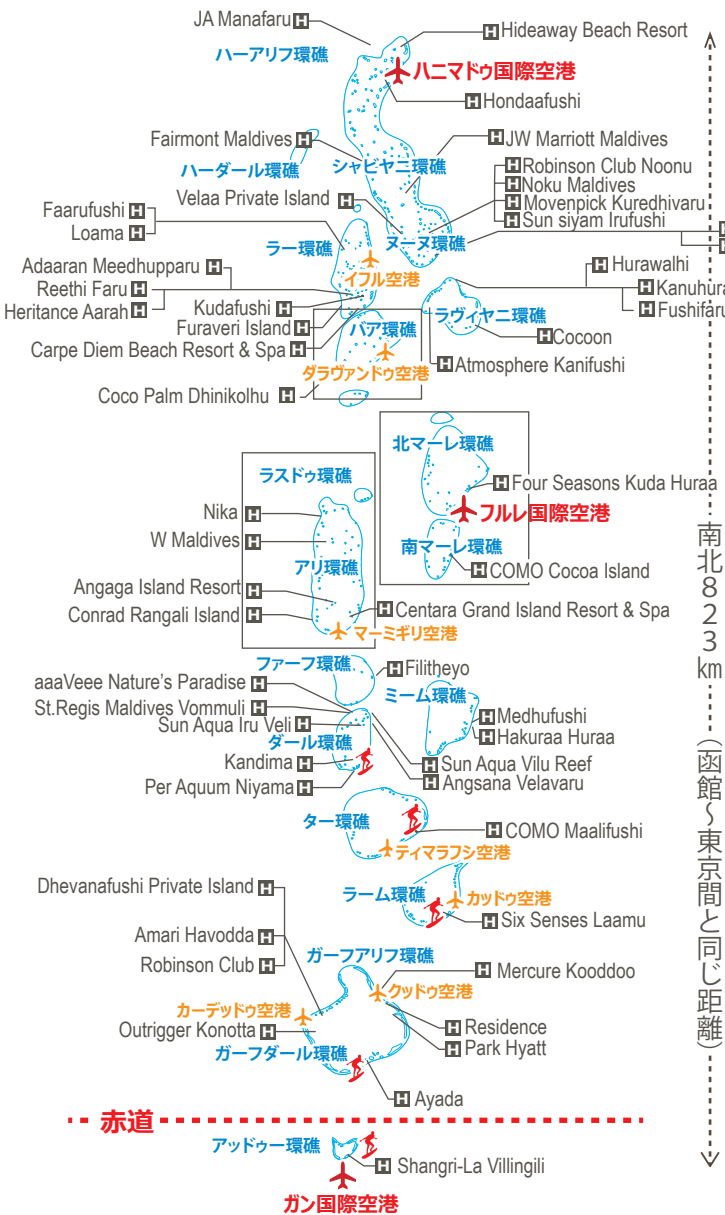 JA Manafaru H
H Hideaway Beach Resort
ハーアリフ環礁
ハニマドゥ国際空港
H Hondaafushi
Fairmont Maldives H
H JW Marriott Maldives
シャビヤニ環礁
ハーダール環礁
H Robinson Club Noonu
H Noku Maldives
Velaa Private Island H
H Movenpick Kuredhivaru
Faarufushi H
H Sun siyam Irufushi
Loama H
ラー環礁
ヌーヌ環礁
H
H
Adaaran Meedhupparu H
イフル空港
H Hurawalhi
Reethi Faru H
H Kanuhura
Heritance Aarah H
Kudafushi H
ラヴィヤニ環礁
H Fushifaru
Furaveri Island H
バア環礁
H Cocoon
Carpe Diem Beach Resort & Spa H
H Atmosphere Kanifushi
ダラヴァンドゥ空港
Coco Palm Dhinikolhu H
北マーレ環礁
ラスドゥ環礁
H Four Seasons Kuda Huraa
Nika H
フルレ国際空港
W Maldives H
南マーレ環礁
アリ環礁
H COMO Cocoa Island
Angaga Island Resort H
Conrad Rangali Island H
H Centara Grand Island Resort & Spa
マーミギリ空港
ファーフ環礁
H Filitheyo
aaaVeee Nature's Paradise H
ミーム環礁
St.Regis Maldives Vommuli H
H Medhufushi
Sun Aqua Iru Veli H
H Hakuraa Huraa
ダール環礁
Kandima H
H Sun Aqua Vilu Reef
Per Aquum Niyama H
H Angsana Velavaru
ター環礁
H COMO Maalifushi
ティマラフシ空港
Dhevanafushi Private Island H
ラーム環礁
カッドゥ空港
H Six Senses Laamu
Amari Havodda H
ガーフアリフ環礁
Robinson Club H
H Mercure Kooddoo
クッドゥ空港
カーデッドゥ空港
Outrigger Konotta H
H Residence
ガーフダール環礁
H Park Hyatt
H Ayada
赤道
アッドゥー環礁
H Shangri-La Villingili
ガン国際空港
南北823km
(函館～東京間と同じ距離)